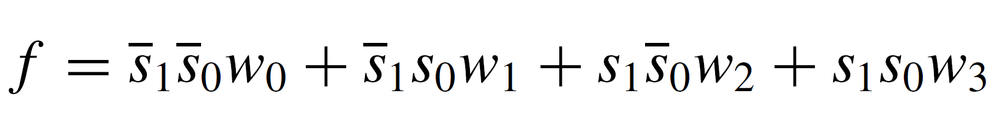 f = s̅₁s̅₀w₀ + s̅₁s₀w₁ + s₁s̅₀w₂ + s₁s₀w₃